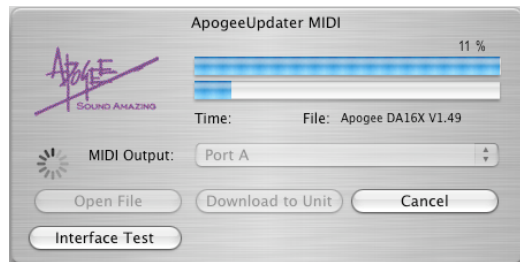 ApogeeUpdater MIDI
11 %
APOGEE
SOUND AMAZING
Time: File: Apogee DA16X V1.49
MIDI Output: Port A
Open File Download to Unit Cancel
Interface Test